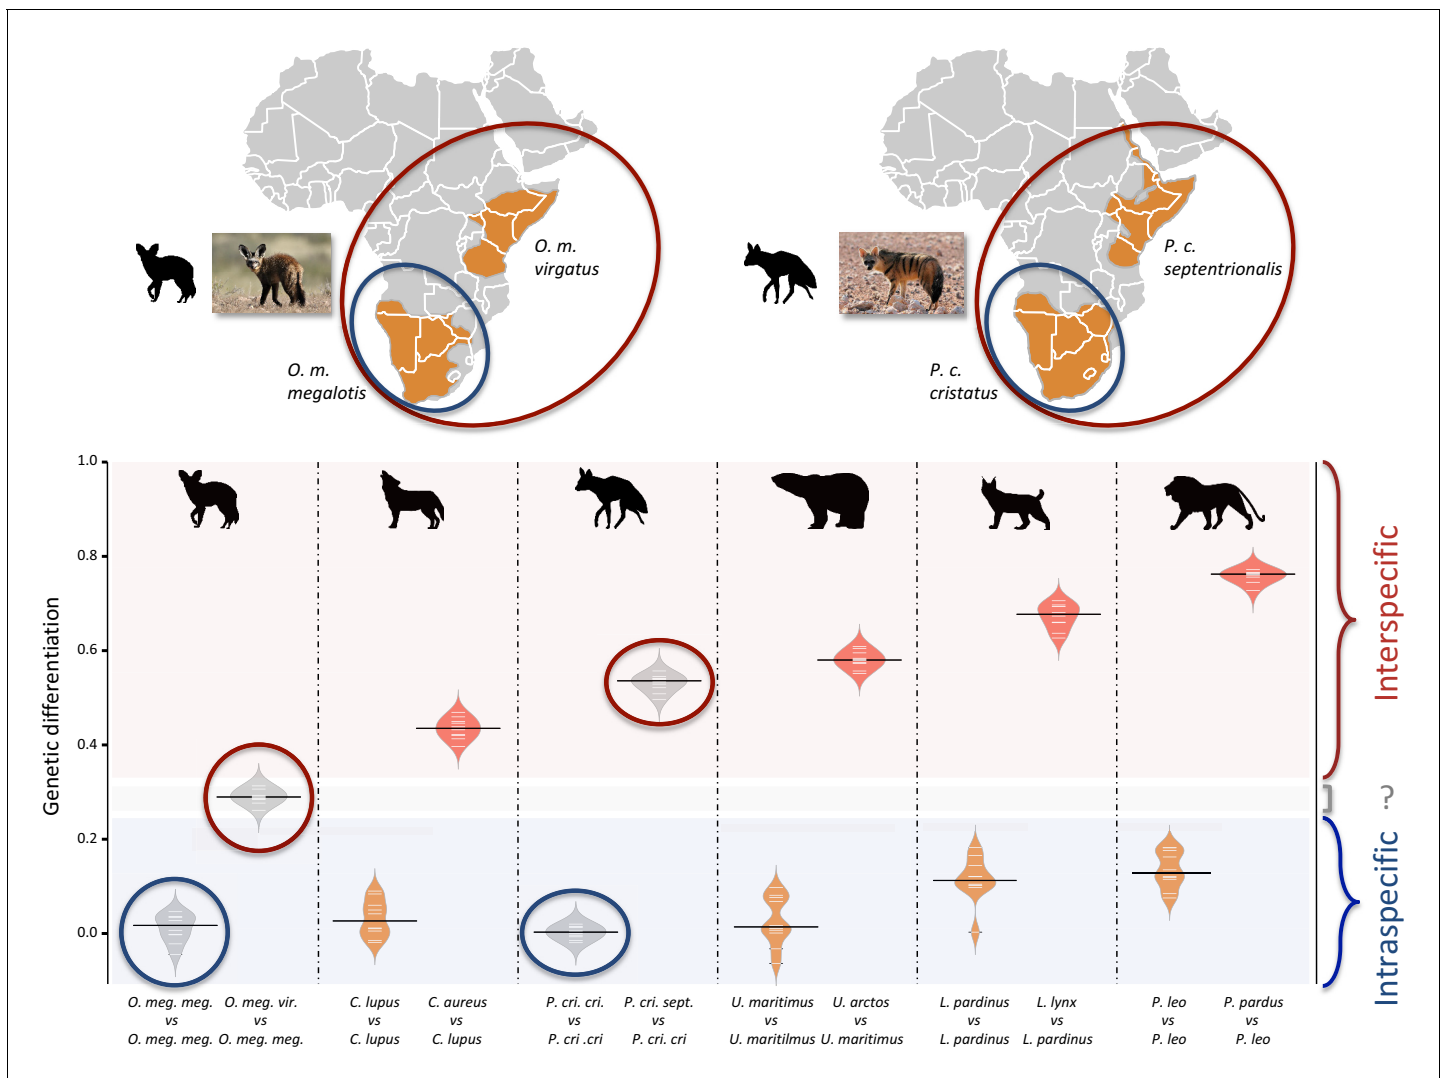 O. m.
virgatus
O. m.
megalotis
P. c.
septentrionalis
P. c.
cristatus
Genetic differentiation
1.0
0.8
0.6
0.4
0.2
0.0
Interspecific
?
Intraspecific
O. meg. meg.
vs
O. meg. meg.
O. meg. vir.
vs
O. meg. meg.
C. lupus
vs
C. lupus
C. aureus
vs
C. lupus
P. cri. cri.
vs
P. cri .cri
P. cri. sept.
vs
P. cri. cri
U. maritimus
vs
U. maritilmus
U. arctos
vs
U. maritimus
L. pardinus
vs
L. pardinus
L. lynx
vs
L. pardinus
P. leo
vs
P. leo
P. pardus
vs
P. leo